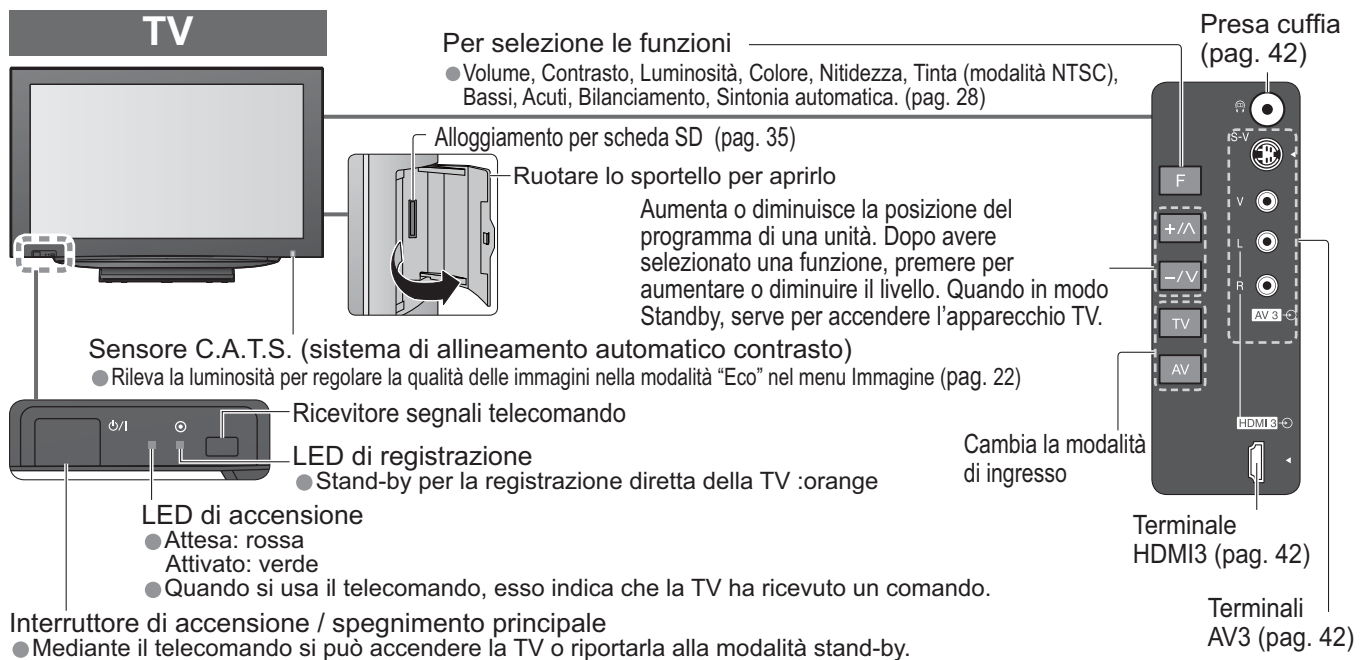 TV
Per selezione le funzioni
●Volume, Contrasto, Luminosità, Colore, Nitidezza, Tinta (modalità NTSC),
Bassi, Acuti, Bilanciamento, Sintonia automatica. (pag. 28)
Presa cuffia
(pag. 42)
Alloggiamento per scheda SD (pag. 35)
Ruotare lo sportello per aprirlo
Aumenta o diminuisce la posizione del
programma di una unità. Dopo avere
selezionato una funzione, premere per
aumentare o diminuire il livello. Quando in modo
Standby, serve per accendere l'apparecchio TV.
S-V
F
V
+/∧
L
-/∨
R
TV
AV 3
AV
HDMI 3
Sensore C.A.T.S. (sistema di allineamento automatico contrasto)
●Rileva la luminosità per regolare la qualità delle immagini nella modalità “Eco” nel menu Immagine (pag. 22)
Ricevitore segnali telecomando
⏻/I
LED di registrazione
●Stand-by per la registrazione diretta della TV :orange
Cambia la modalità
di ingresso
LED di accensione
●Attesa: rossa
Attivato: verde
●Quando si usa il telecomando, esso indica che la TV ha ricevuto un comando.
Terminale
HDMI3 (pag. 42)
Interruttore di accensione / spegnimento principale
●Mediante il telecomando si può accendere la TV o riportarla alla modalità stand-by.
Terminali
AV3 (pag. 42)